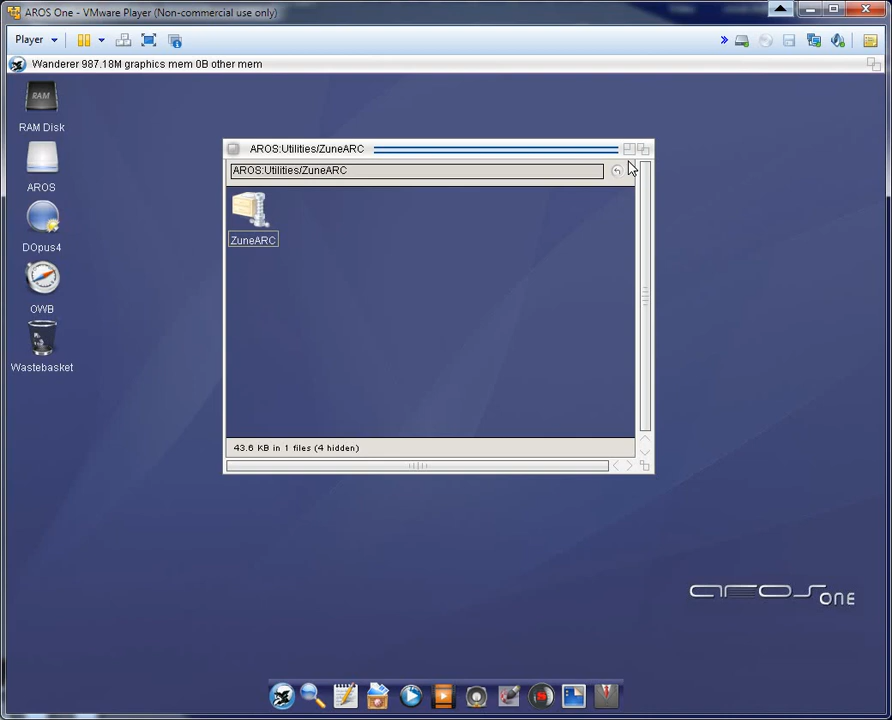 AROS One - VMware Player (Non-commercial use only)
Player
Wanderer 987.18M graphics mem 0B other mem
RAM
RAM Disk
AROS
DOpus4
OWB
Wastebasket
AROS:Utilities/ZuneARC
AROS:Utilities/ZuneARC
ZuneARC
43.6 KB in 1 files (4 hidden)
aros one